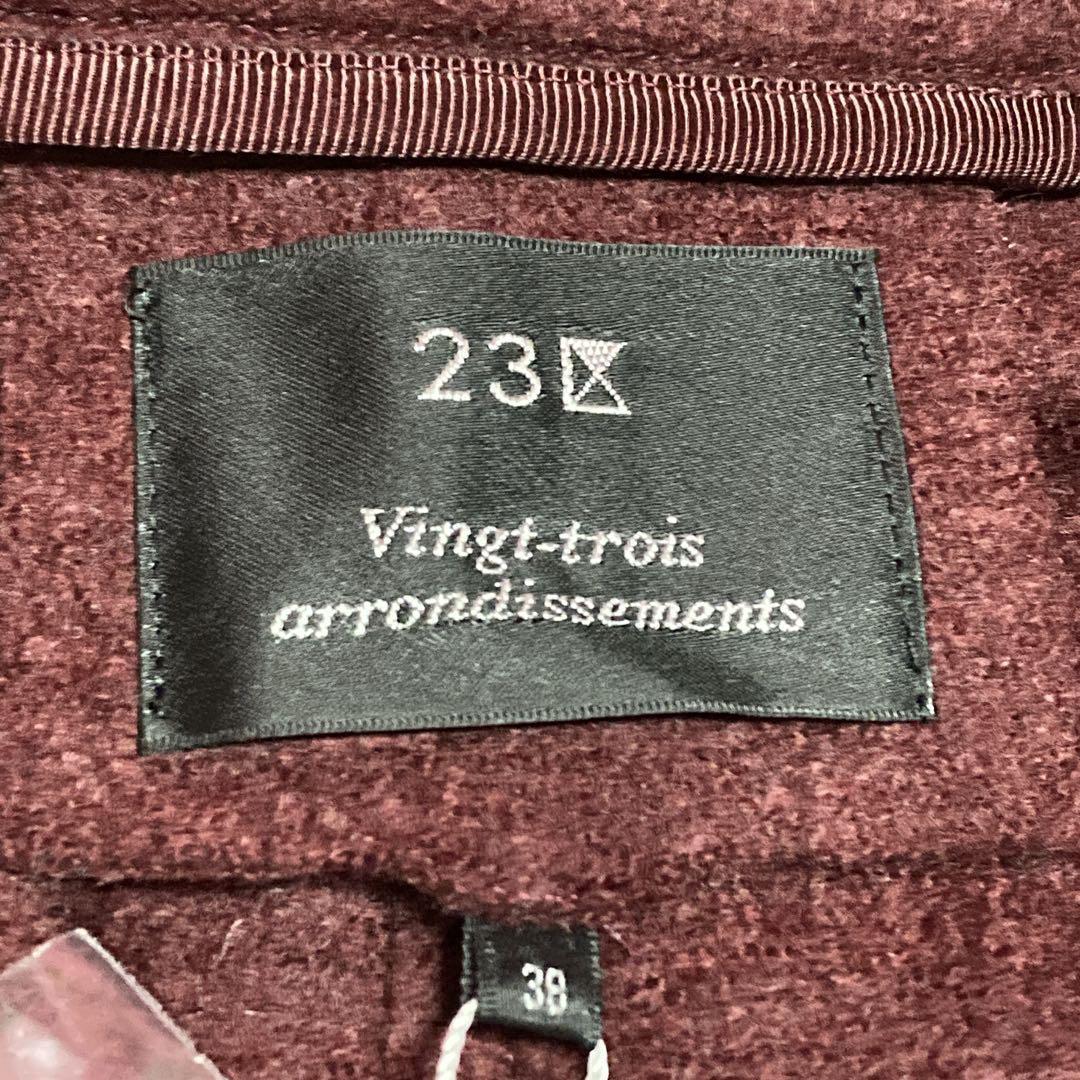 23区
Vingt-trois
arrondissements
38